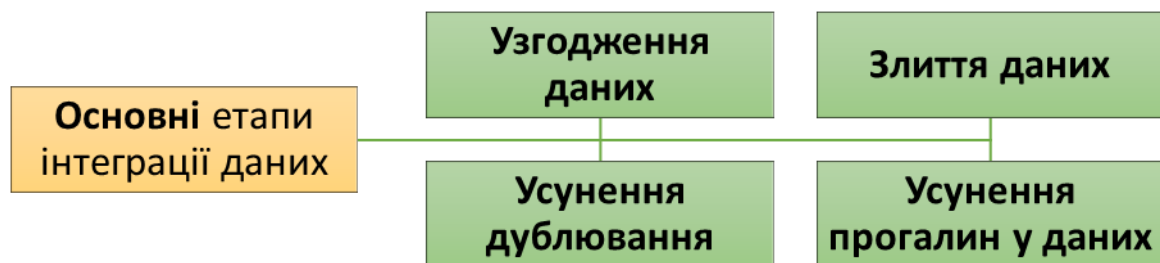 Основні етапи
інтеграції даних
Узгодження
даних
Злиття даних
Усунення
дублювання
Усунення
прогалин у даних